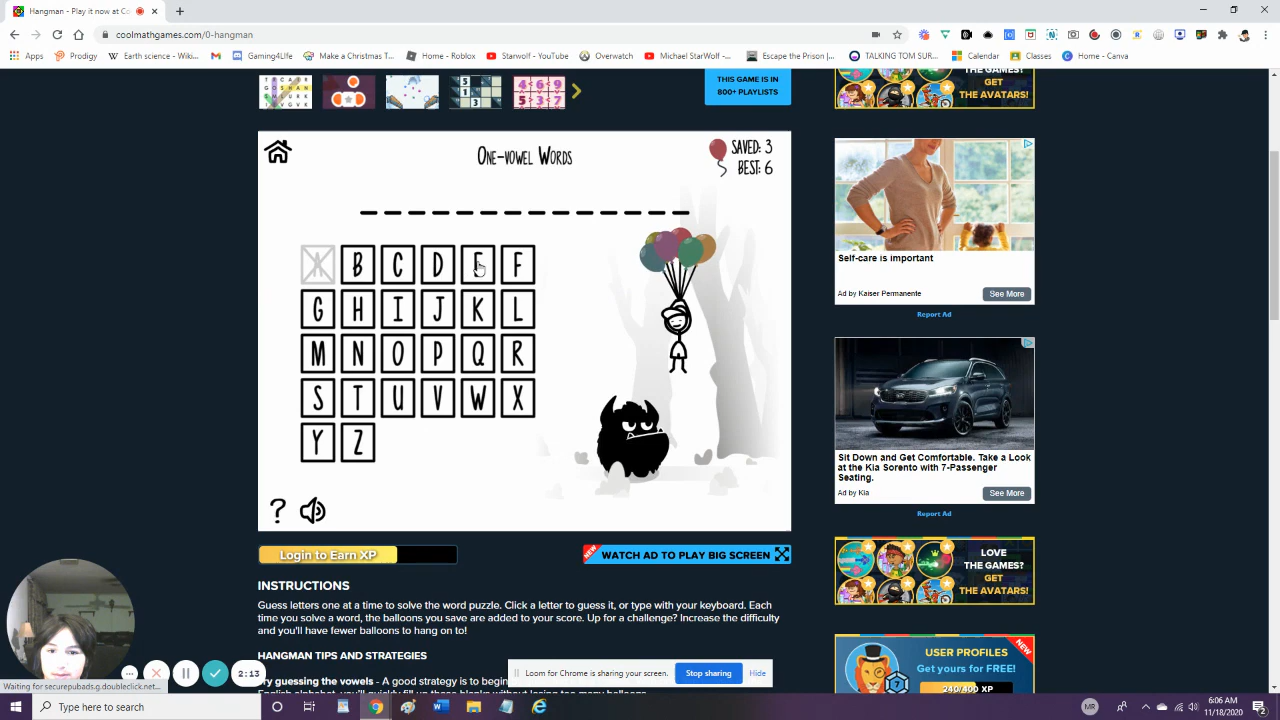 Hangman - Play it now at Co
coolmathgames.com/0-hangman
Apps
Prodigy
Earth science - Wiki...
Gaming4Life
Make a Christmas T...
Home - Roblox
Starwolf - YouTube
Overwatch
Michael StarWolf -...
Escape the Prison |...
TALKING TOM SUR...
Calendar
Classes
Home - Canva
THIS GAME IS IN
800+ PLAYLISTS
THE GAMES?
GET
THE AVATARS!
One-vowel Words
SAVED: 3
BEST: 6
A B C D E F
G H I J K L
M N O P Q R
S T U V W X
Y Z
?
Self-care is important
Ad by Kaiser Permanente
See More
Report Ad
Sit Down and Get Comfortable. Take a Look
at the Kia Sorento with 7-Passenger
Seating.
Ad by Kia
See More
Report Ad
Login to Earn XP
NEW
WATCH AD TO PLAY BIG SCREEN
LOVE
THE GAMES?
GET
THE AVATARS!
INSTRUCTIONS
Guess letters one at a time to solve the word puzzle. Click a letter to guess it, or type with your keyboard. Each
time you solve a word, the balloons you save are added to your score. Up for a challenge? Increase the difficulty
and you'll have fewer balloons to hang on to!
HANGMAN TIPS AND STRATEGIES
Try guessing the vowels - A good strategy is to begin
NEW
USER PROFILES
Get yours for FREE!
240/400 XP
Loom for Chrome is sharing your screen.
Stop sharing
Hide
2:13
Waiting for securepubads.g.doubleclick.net...
Type here to search
6:06 AM
11/18/2020